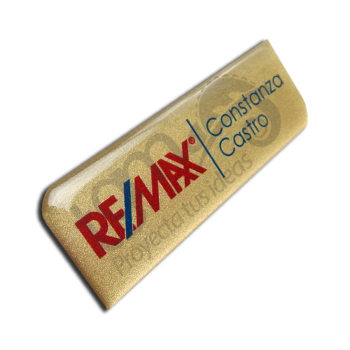 RE/MAX®
Constanza
Castro
Proyecta tus ideas